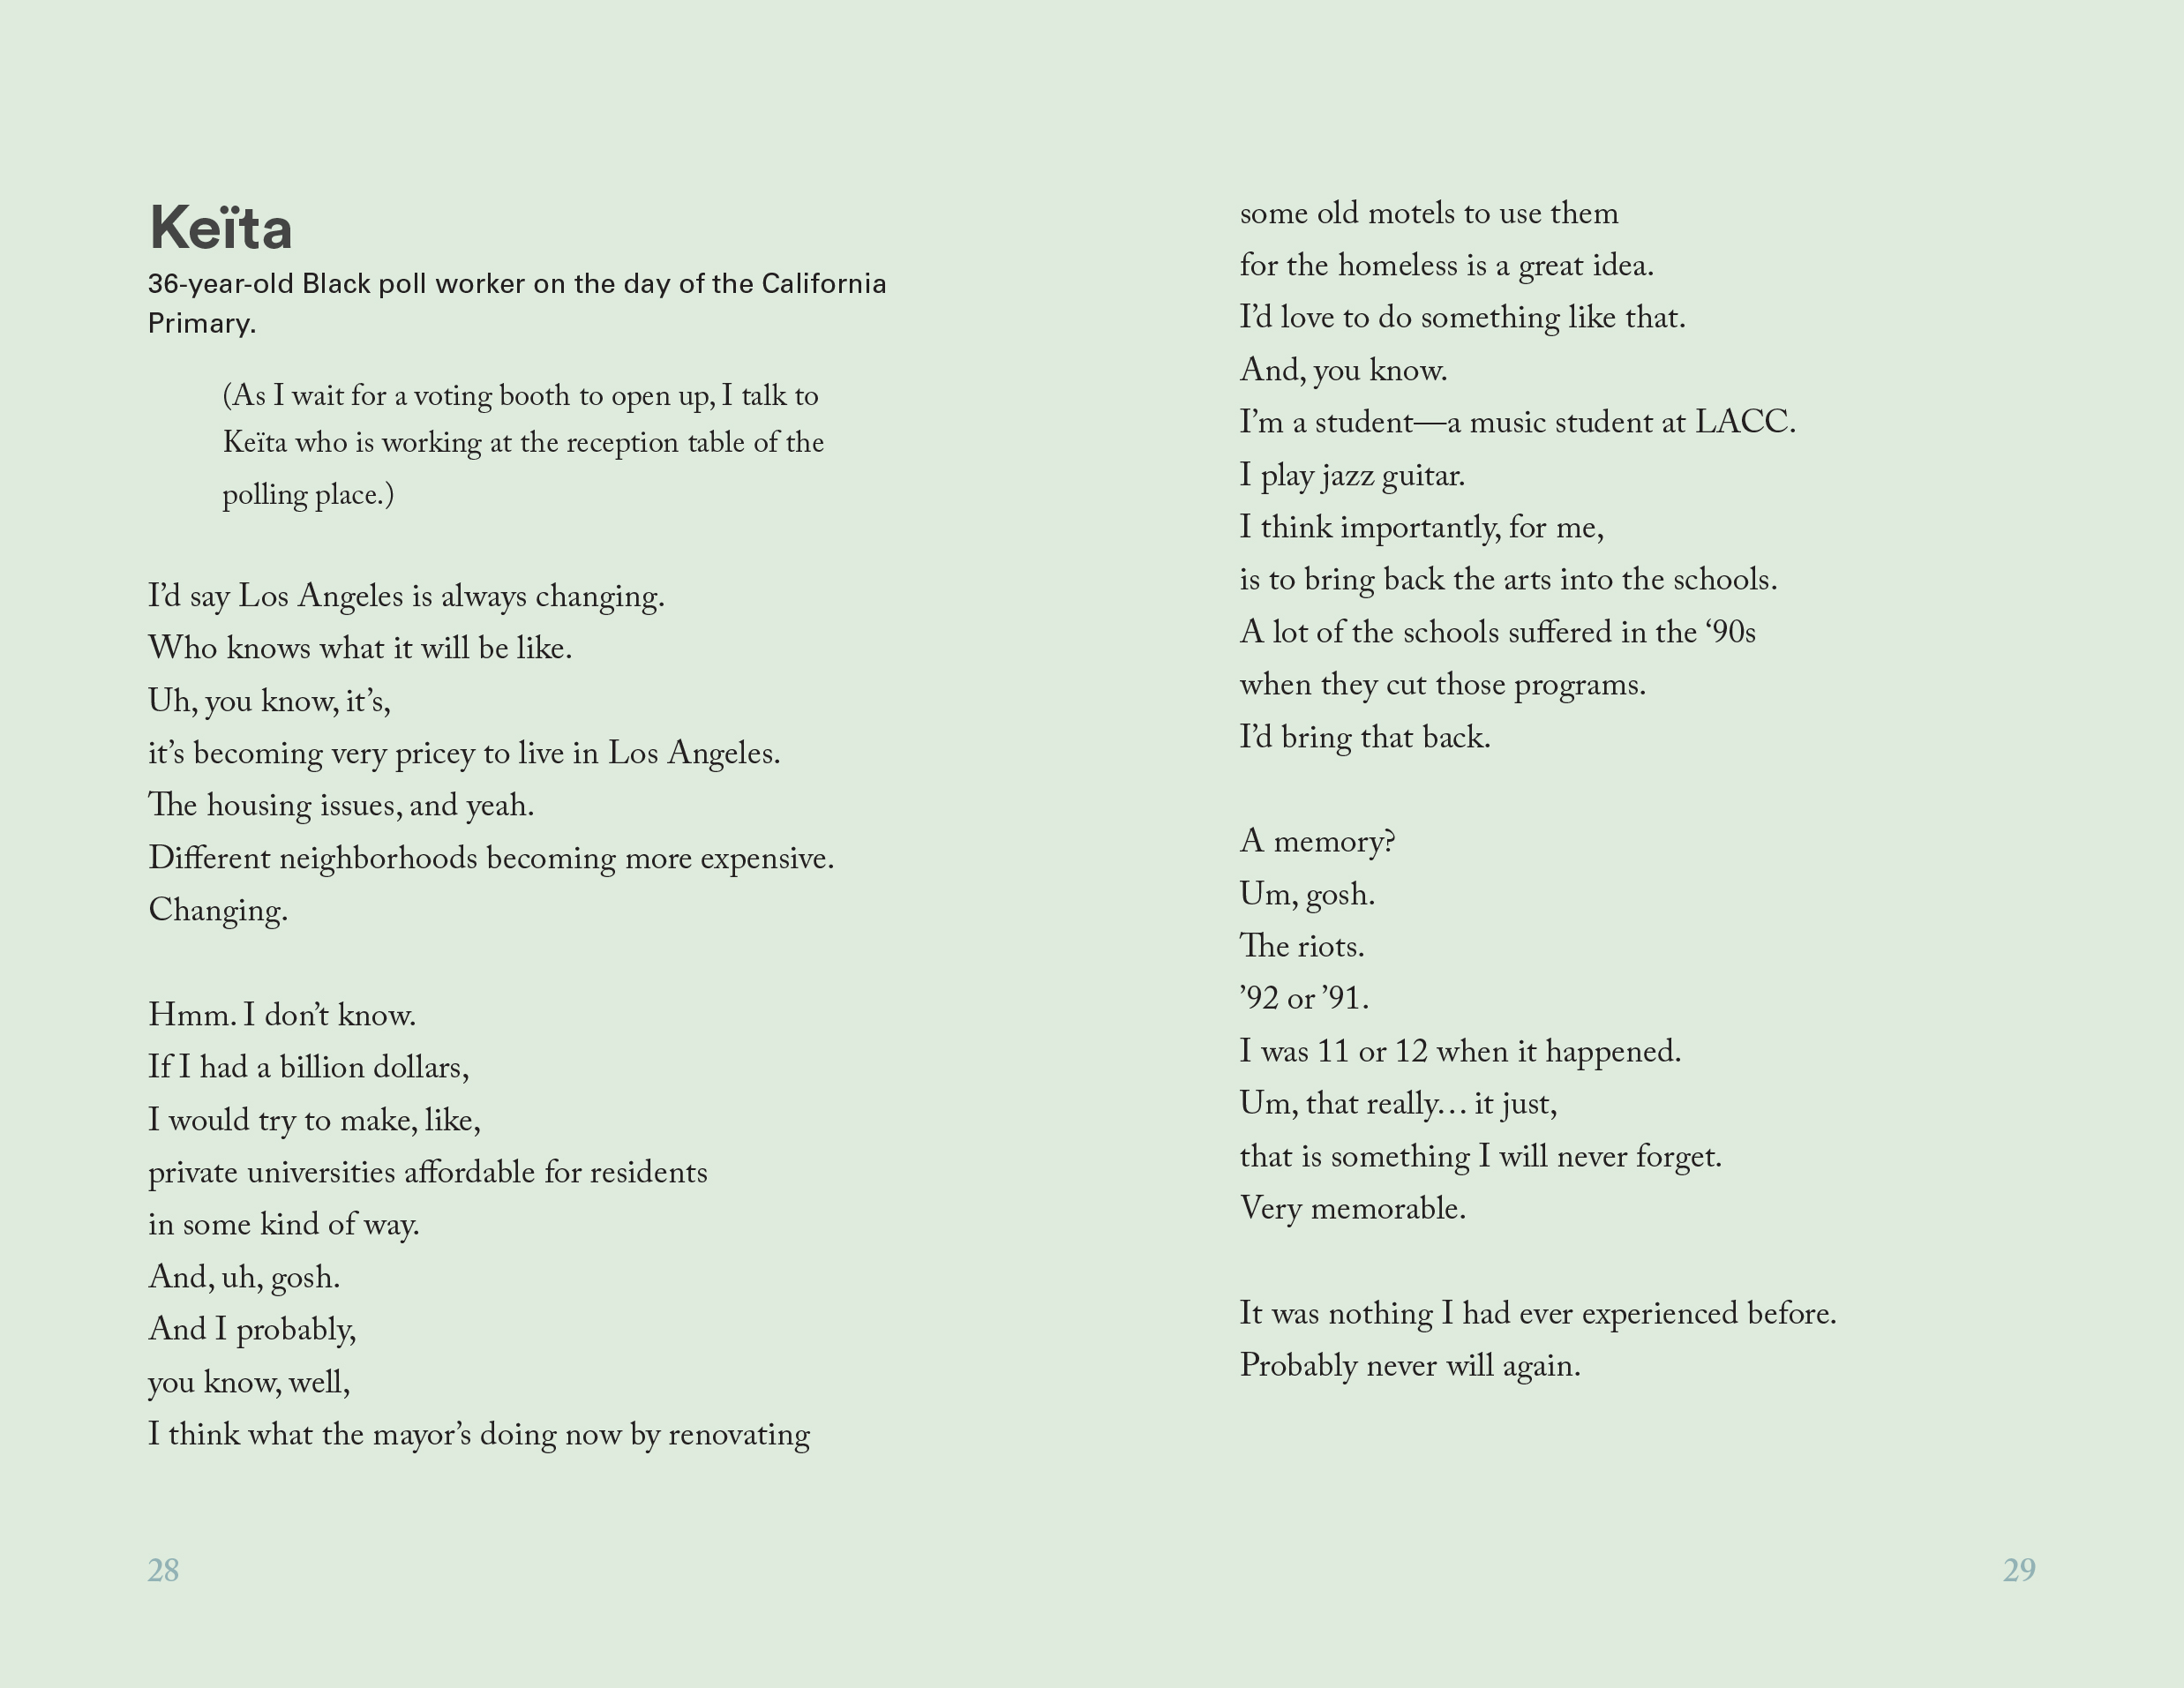 Keïta
36-year-old Black poll worker on the day of the California
Primary.
(As I wait for a voting booth to open up, I talk to
Keïta who is working at the reception table of the
polling place.)
I’d say Los Angeles is always changing.
Who knows what it will be like.
Uh, you know, it’s,
it’s becoming very pricey to live in Los Angeles.
The housing issues, and yeah.
Different neighborhoods becoming more expensive.
Changing.
Hmm. I don’t know.
If I had a billion dollars,
I would try to make, like,
private universities affordable for residents
in some kind of way.
And, uh, gosh.
And I probably,
you know, well,
I think what the mayor’s doing now by renovating
28
some old motels to use them
for the homeless is a great idea.
I’d love to do something like that.
And, you know.
I’m a student—a music student at LACC.
I play jazz guitar.
I think importantly, for me,
is to bring back the arts into the schools.
A lot of the schools suffered in the ‘90s
when they cut those programs.
I’d bring that back.
A memory?
Um, gosh.
The riots.
’92 or ’91.
I was 11 or 12 when it happened.
Um, that really… it just,
that is something I will never forget.
Very memorable.
It was nothing I had ever experienced before.
Probably never will again.
29